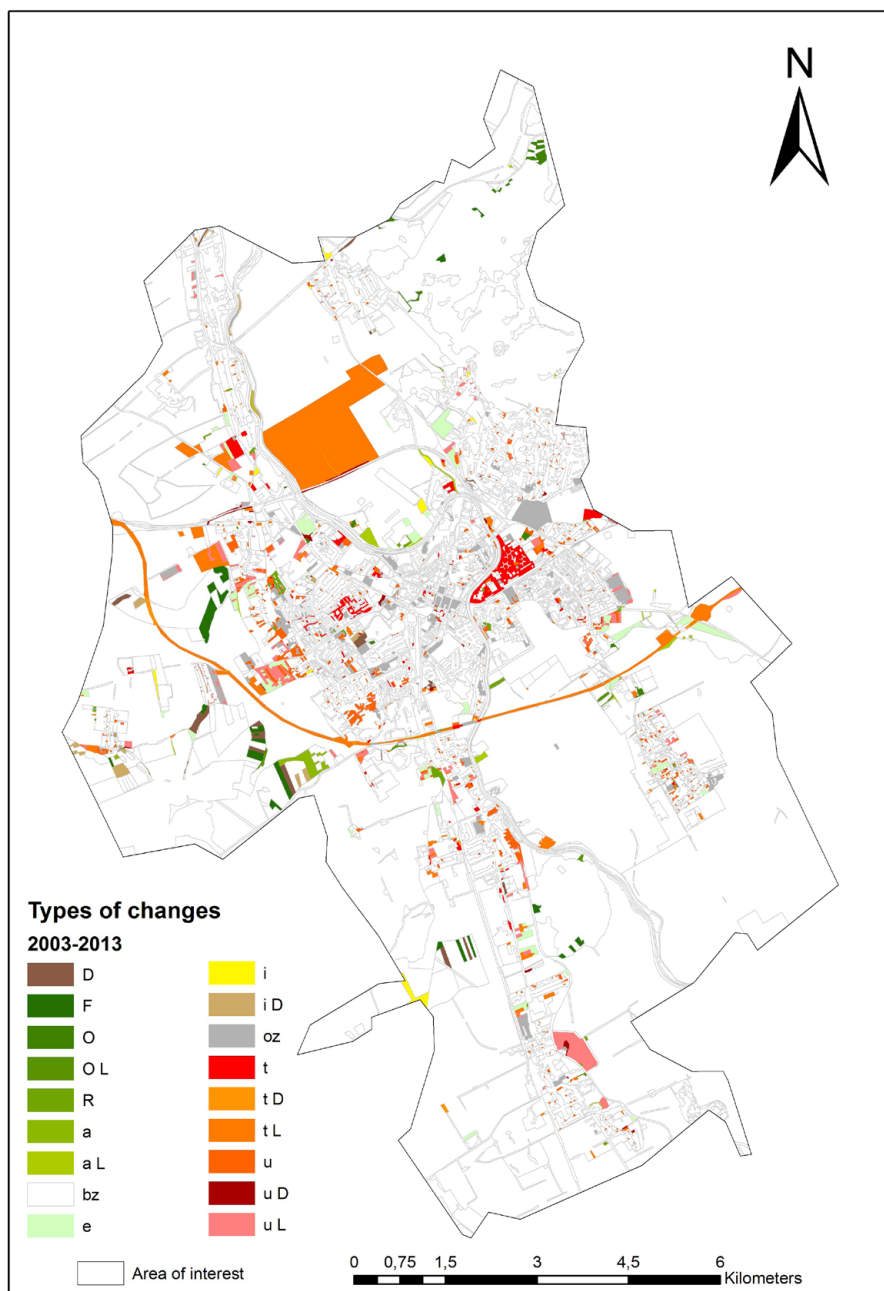 N
Types of changes
2003-2013
D
F
O
O L
R
a
a L
bz
e
i
i D
oz
t
t D
t L
u
u D
u L
Area of interest
0 0,75 1,5 3 4,5 6
Kilometers